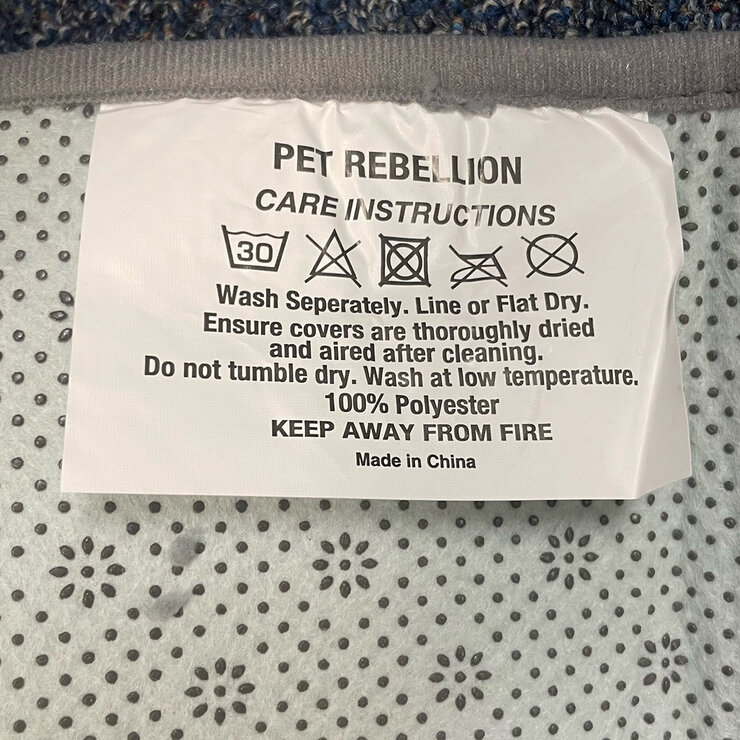 PET REBELLION
CARE INSTRUCTIONS
30
Wash Seperately. Line or Flat Dry.
Ensure covers are thoroughly dried
and aired after cleaning.
Do not tumble dry. Wash at low temperature.
100% Polyester
KEEP AWAY FROM FIRE
Made in China